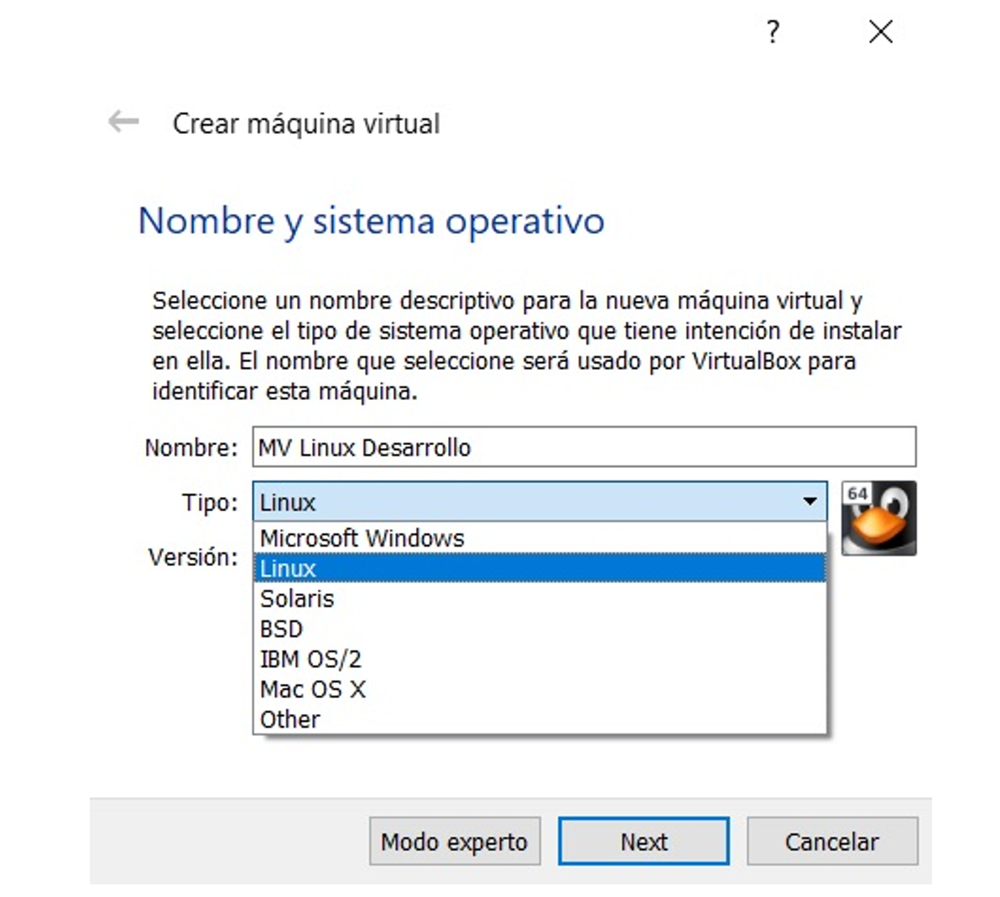 ?
Crear máquina virtual
Nombre y sistema operativo
Seleccione un nombre descriptivo para la nueva máquina virtual y
seleccione el tipo de sistema operativo que tiene intención de instalar
en ella. El nombre que seleccione será usado por VirtualBox para
identificar esta máquina.
Nombre: MV Linux Desarrollo
Tipo: Linux
64
Microsoft Windows
Versión:
Linux
Solaris
BSD
IBM OS/2
Mac OS X
Other
Modo experto Next Cancelar